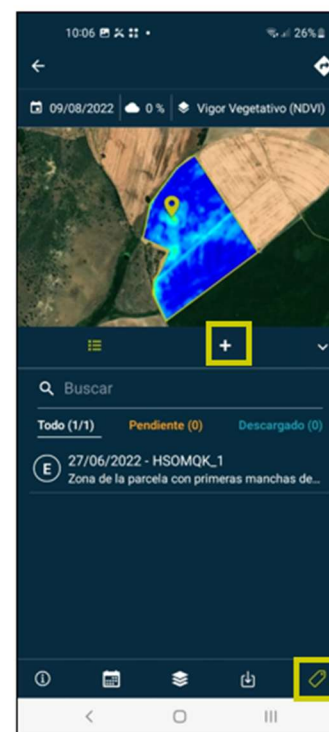 10:06 26%
09/08/2022 0 % Vigor Vegetativo (NDVI)
Buscar
Todo (1/1) Pendiente (0) Descargado (0)
E 27/06/2022 - HSOMQK_1
Zona de la parcela con primeras manchas de...